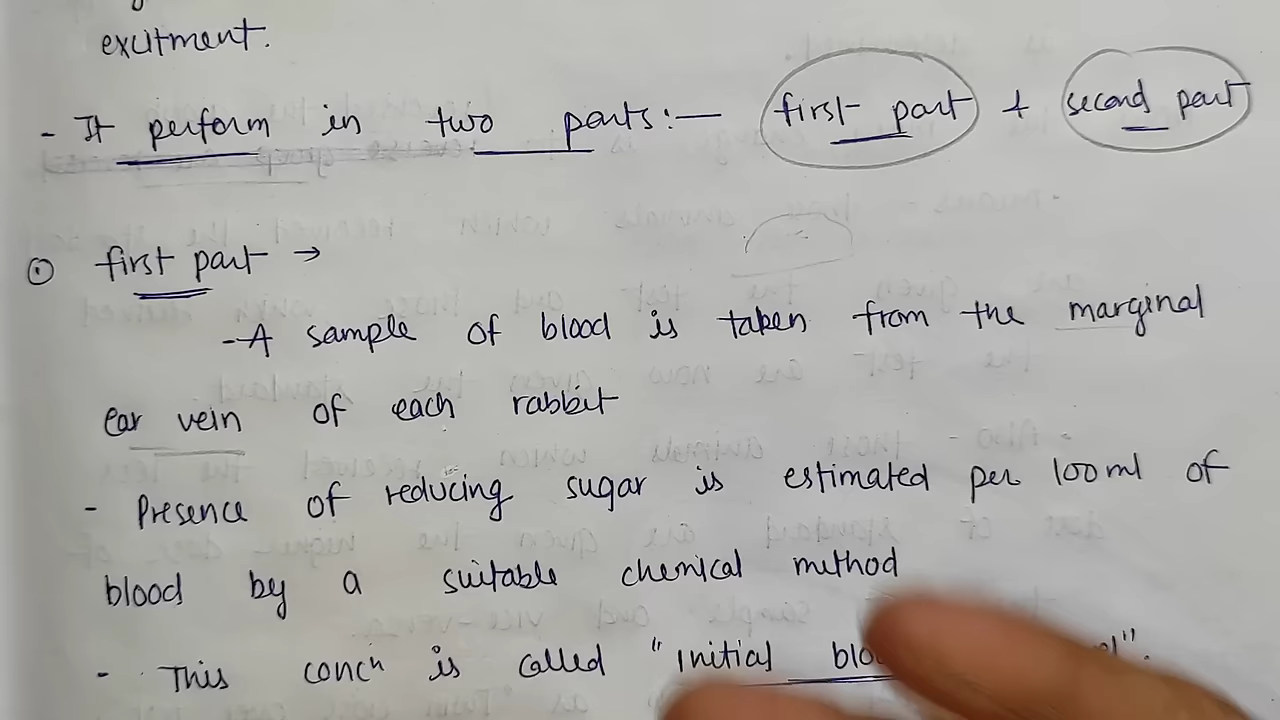 excitment.
- It perform in two parts:— first part + second part
① first part →
- A sample of blood is taken from the marginal
ear vein of each rabbit
- Presence of reducing sugar is estimated per 100 ml of
blood by a suitable chemical method
- This concn is called "Initial